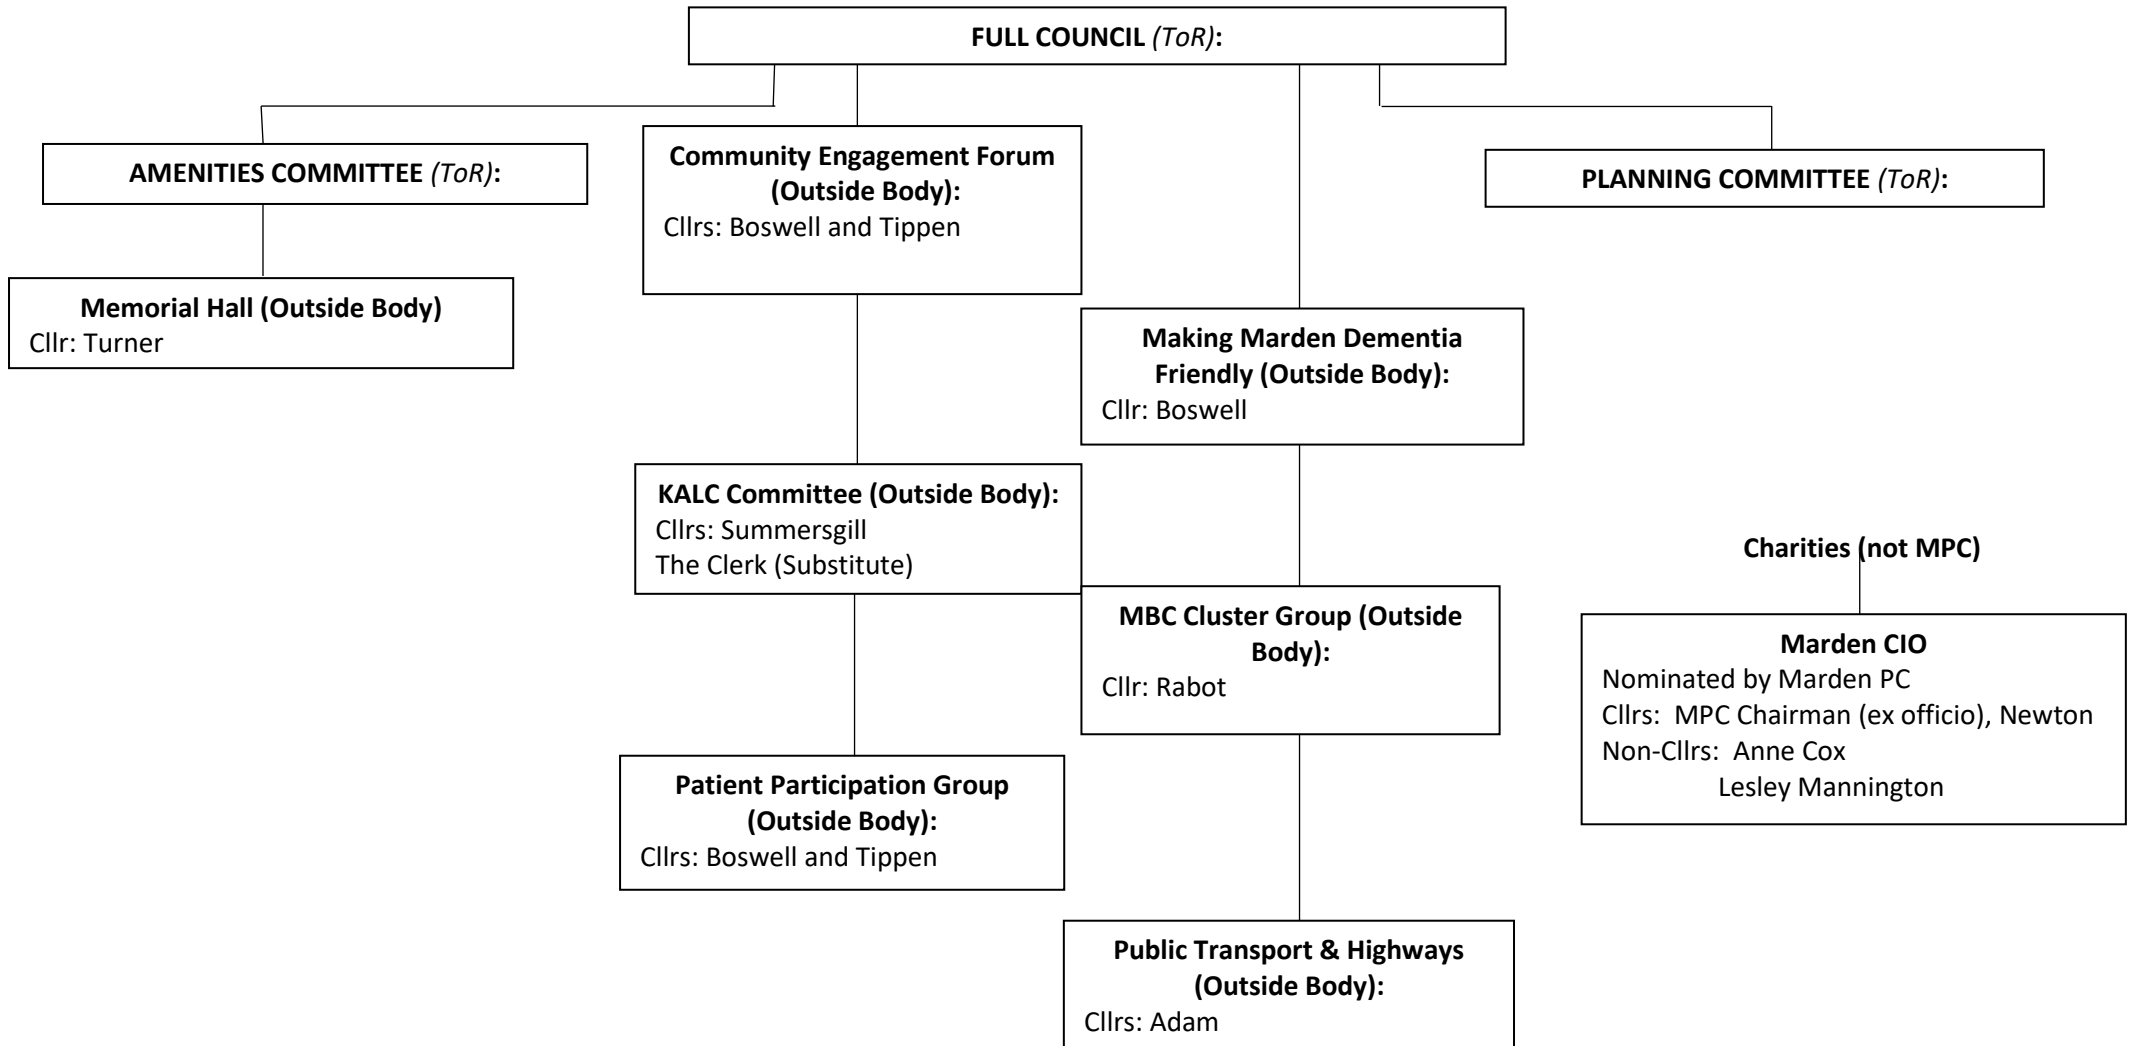 FULL COUNCIL (ToR):
AMENITIES COMMITTEE (ToR):
Community Engagement Forum
(Outside Body):
Cllrs: Boswell and Tippen
PLANNING COMMITTEE (ToR):
Memorial Hall (Outside Body)
Cllr: Turner
Making Marden Dementia
Friendly (Outside Body):
Cllr: Boswell
KALC Committee (Outside Body):
Cllrs: Summersgill
The Clerk (Substitute)
Charities (not MPC)
MBC Cluster Group (Outside
Body):
Cllr: Rabot
Marden CIO
Nominated by Marden PC
Cllrs: MPC Chairman (ex officio), Newton
Non-Cllrs: Anne Cox
Lesley Mannington
Patient Participation Group
(Outside Body):
Cllrs: Boswell and Tippen
Public Transport & Highways
(Outside Body):
Cllrs: Adam